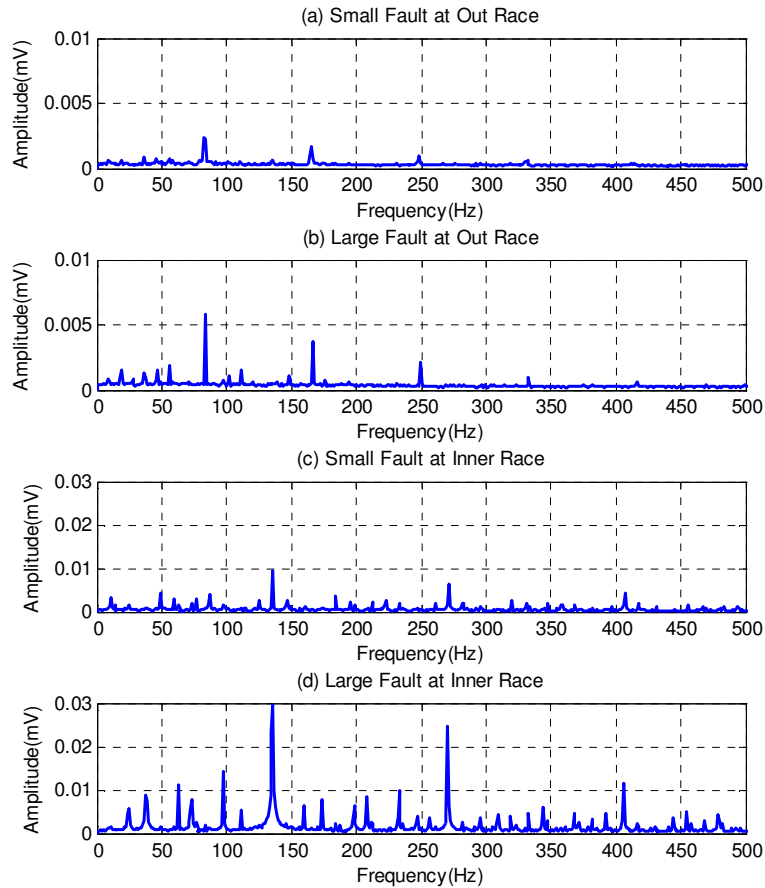 (a) Small Fault at Out Race
0.01
0.005
0
Amplitude(mV)
0 50 100 150 200 250 300 350 400 450 500
Frequency(Hz)
(b) Large Fault at Out Race
0.01
0.005
0
Amplitude(mV)
0 50 100 150 200 250 300 350 400 450 500
Frequency(Hz)
(c) Small Fault at Inner Race
0.03
0.02
0.01
0
Amplitude(mV)
0 50 100 150 200 250 300 350 400 450 500
Frequency(Hz)
(d) Large Fault at Inner Race
0.03
0.02
0.01
0
Amplitude(mV)
0 50 100 150 200 250 300 350 400 450 500
Frequency(Hz)